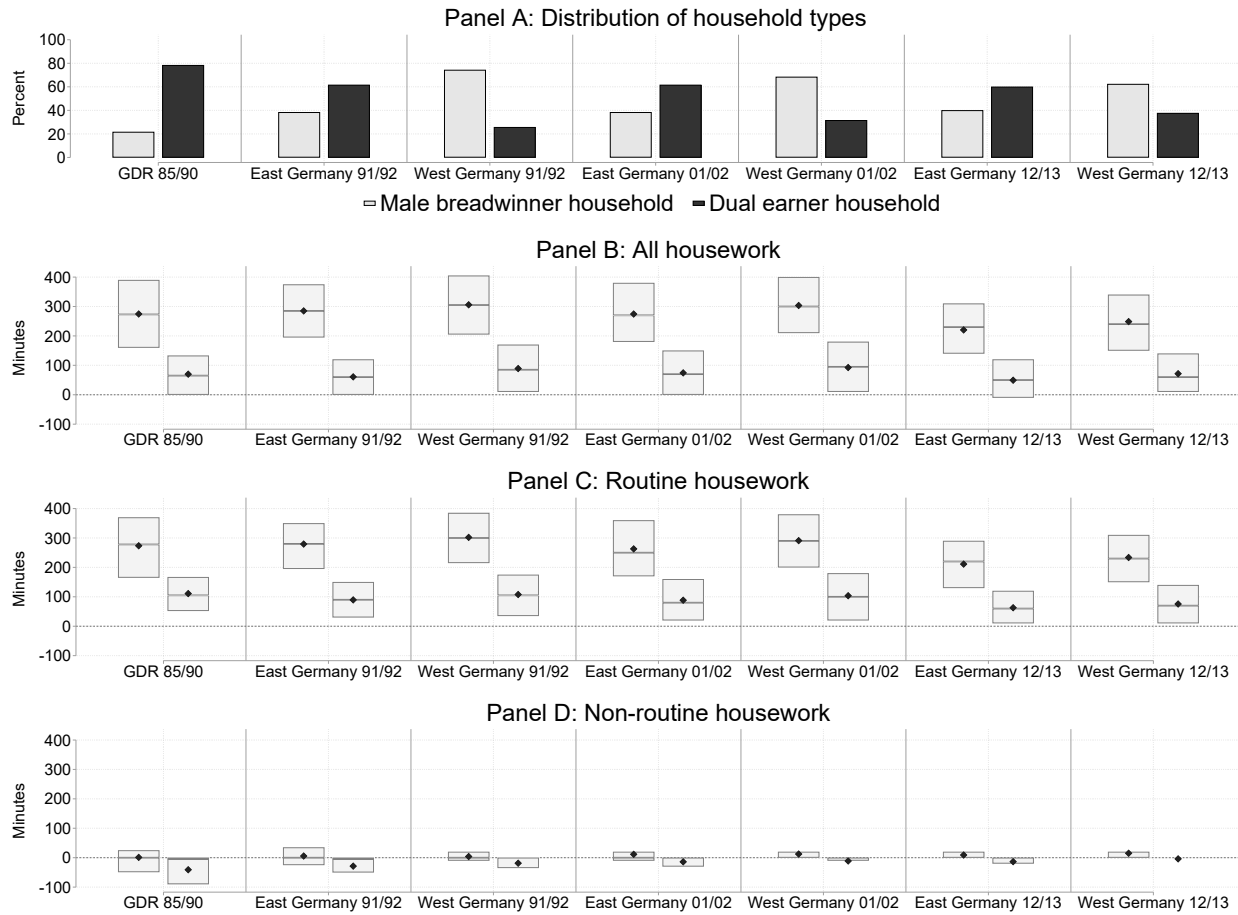 Panel A: Distribution of household types
100
80
60
40
20
0
Percent
GDR 85/90 East Germany 91/92 West Germany 91/92 East Germany 01/02 West Germany 01/02 East Germany 12/13 West Germany 12/13
Male breadwinner household Dual earner household
Panel B: All housework
400
300
200
100
0
-100
Minutes
GDR 85/90 East Germany 91/92 West Germany 91/92 East Germany 01/02 West Germany 01/02 East Germany 12/13 West Germany 12/13
Panel C: Routine housework
400
300
200
100
0
-100
Minutes
GDR 85/90 East Germany 91/92 West Germany 91/92 East Germany 01/02 West Germany 01/02 East Germany 12/13 West Germany 12/13
Panel D: Non-routine housework
400
300
200
100
0
-100
Minutes
GDR 85/90 East Germany 91/92 West Germany 91/92 East Germany 01/02 West Germany 01/02 East Germany 12/13 West Germany 12/13